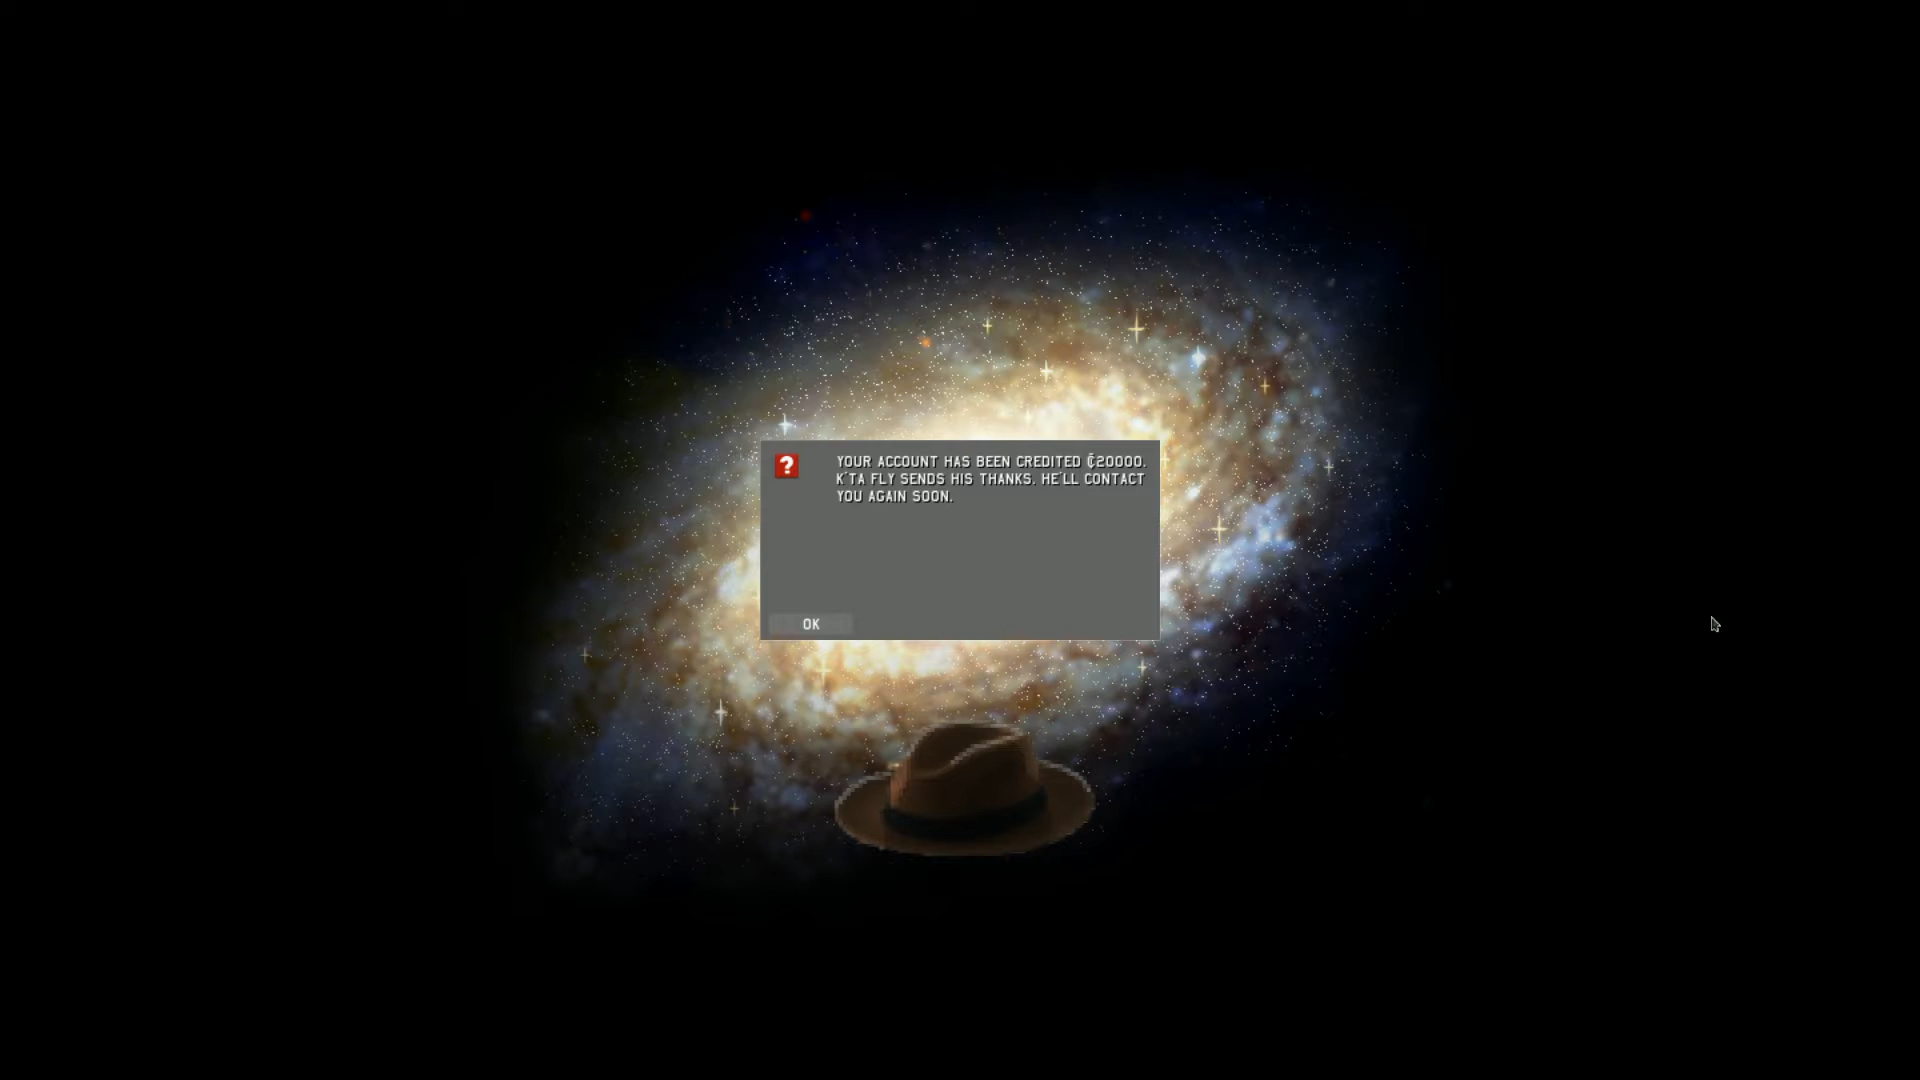 ?
YOUR ACCOUNT HAS BEEN CREDITED ₵20000.
K'TA FLY SENDS HIS THANKS. HE'LL CONTACT
YOU AGAIN SOON.
OK